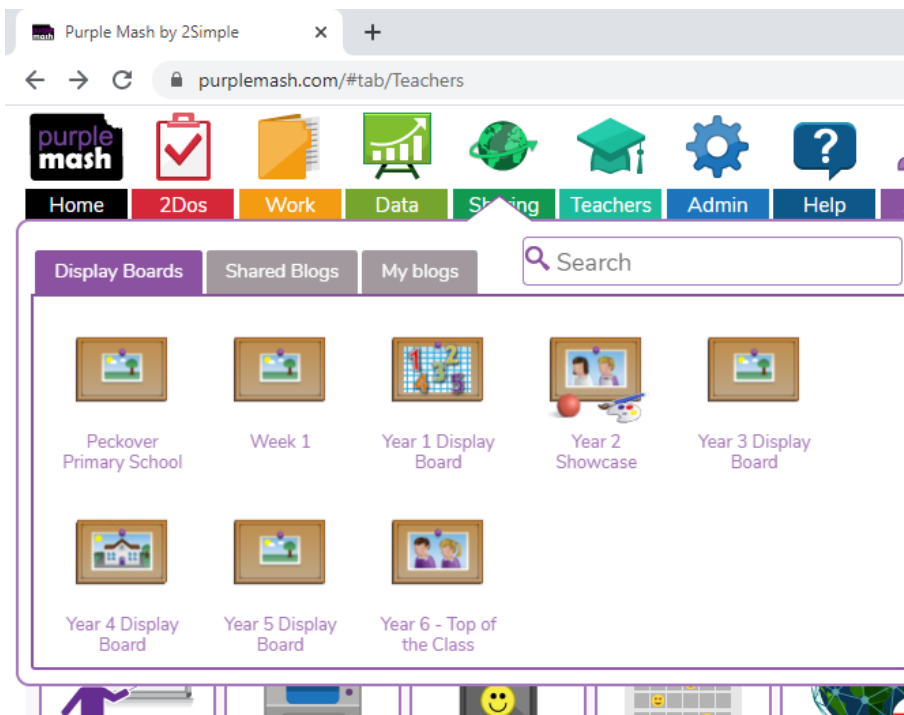 Purple Mash by 2Simple
purplemash.com/#tab/Teachers
purple
mash
Home 2Dos Work Data Sharing Teachers Admin Help
Display Boards Shared Blogs My blogs Search
Peckover
Primary School
Week 1
Year 1 Display
Board
Year 2
Showcase
Year 3 Display
Board
Year 4 Display
Board
Year 5 Display
Board
Year 6 - Top of
the Class